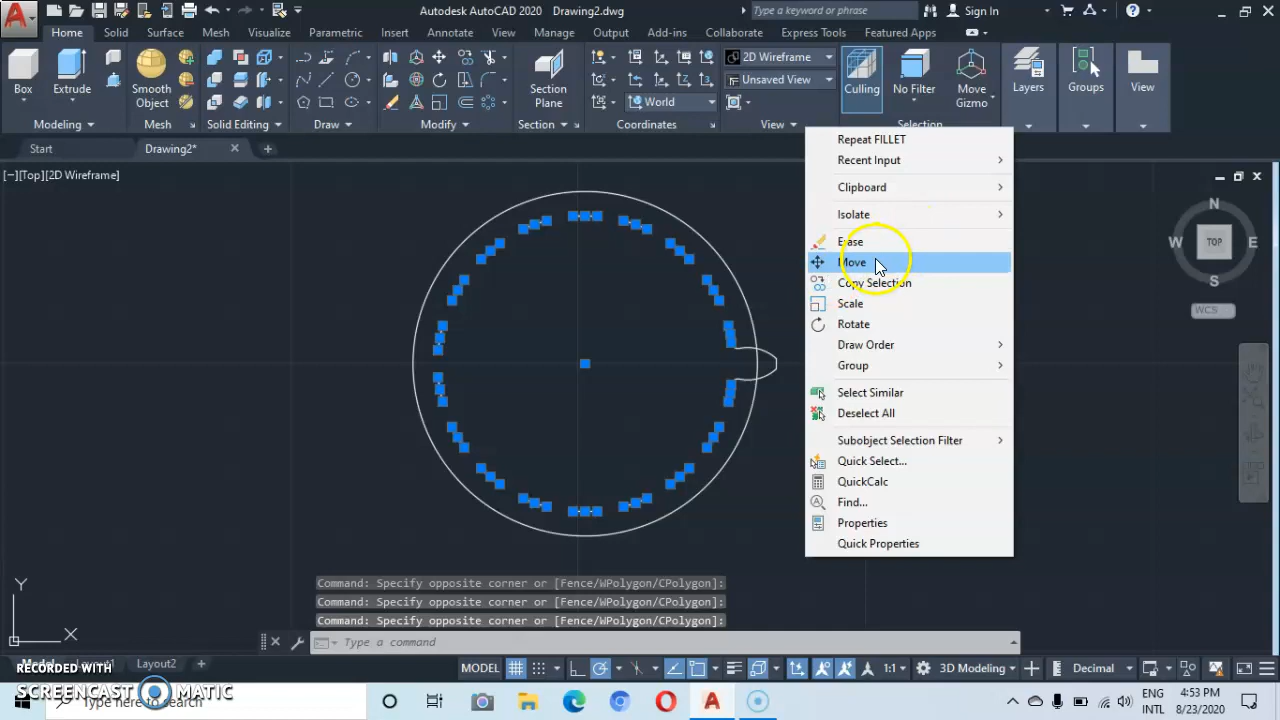 Autodesk AutoCAD 2020 Drawing2.dwg
Type a keyword or phrase
Sign In
Home Solid Surface Mesh Visualize Parametric Insert Annotate View Manage Output Add-ins Collaborate Express Tools Featured Apps
Box
Extrude
Smooth
Object
Section
Plane
2D Wireframe
Unsaved View
World
Culling
No Filter
Move
Gizmo
Layers
Groups
View
Modeling
Mesh
Solid Editing
Draw
Modify
Section
Coordinates
View
Selection
Start
Drawing2*
[−][Top][2D Wireframe]
N
W
TOP
E
S
WCS
Repeat FILLET
Recent Input
Clipboard
Isolate
Erase
Move
Copy Selection
Scale
Rotate
Draw Order
Group
Select Similar
Deselect All
Subobject Selection Filter
Quick Select...
QuickCalc
Find...
Properties
Quick Properties
Y
X
Command: Specify opposite corner or [Fence/WPolygon/CPolygon]:
Command: Specify opposite corner or [Fence/WPolygon/CPolygon]:
Command: Specify opposite corner or [Fence/WPolygon/CPolygon]:
Type a command
Layout2
MODEL
1:1
3D Modeling
Decimal
RECORDED WITH
SCREENCAST MATIC
Type here to search
ENG
INTL
4:53 PM
8/23/2020